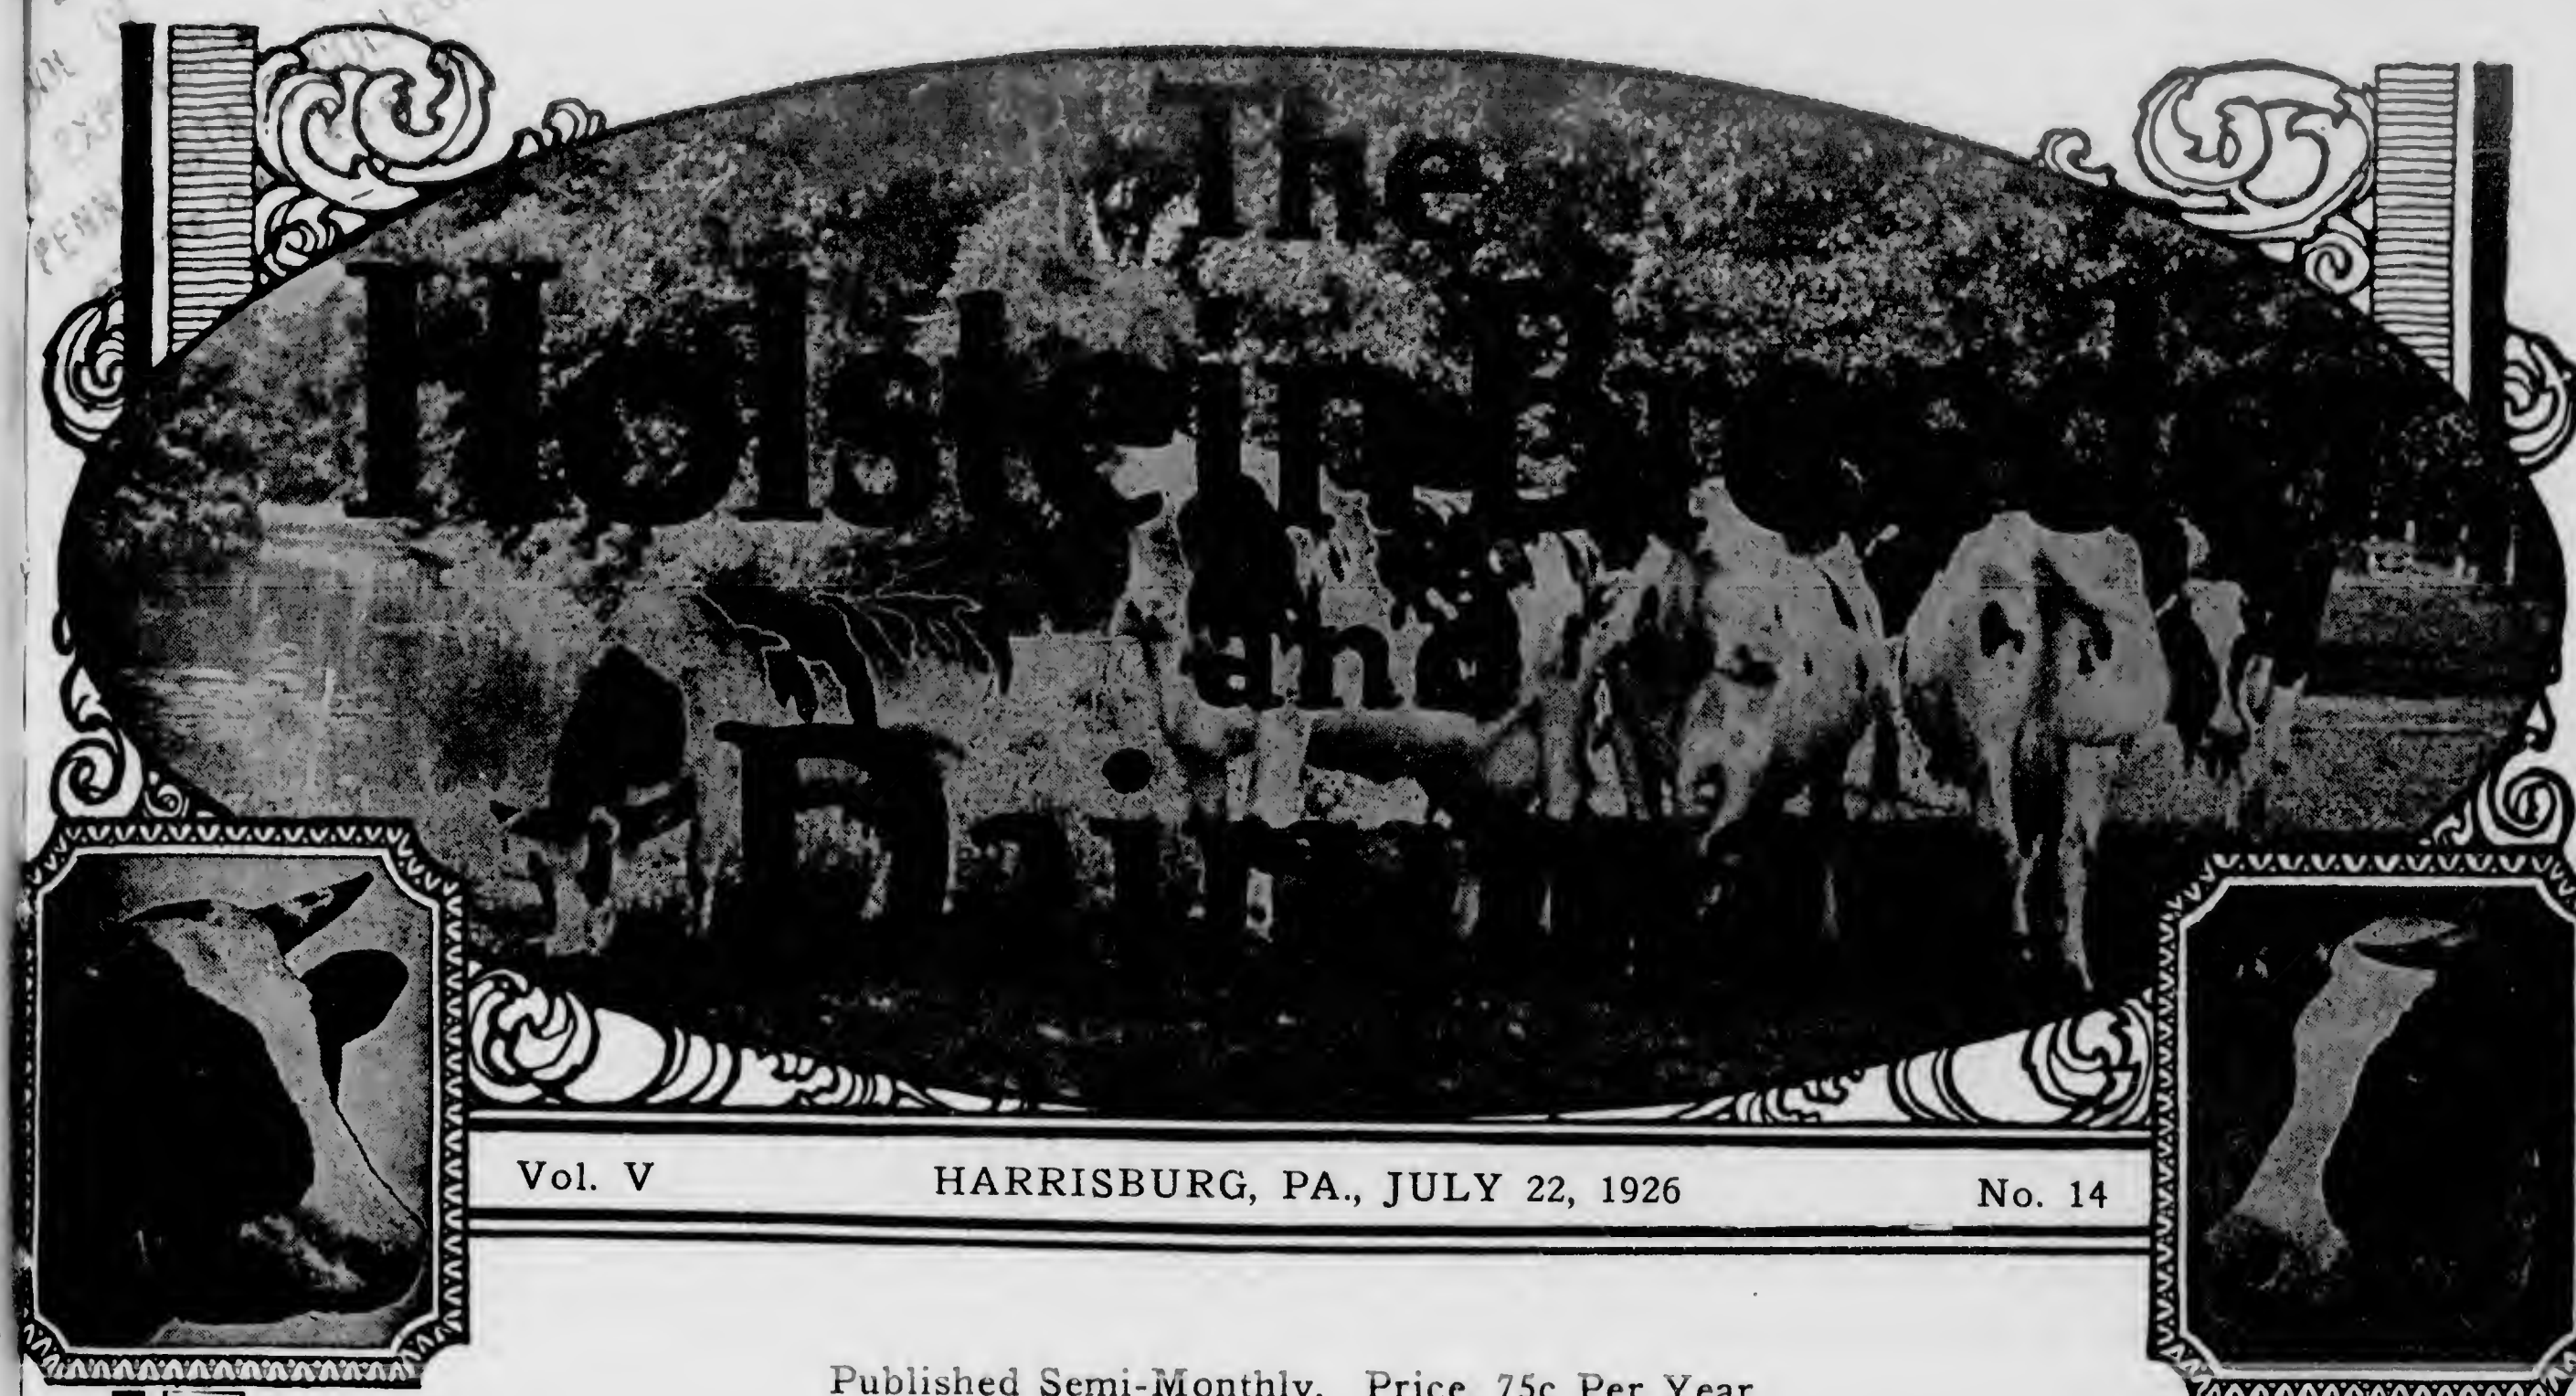 The
Holstein Breeder
and
Dairyman
Vol. V HARRISBURG, PA., JULY 22, 1926 No. 14
Published Semi-Monthly. Price 75c Per Year